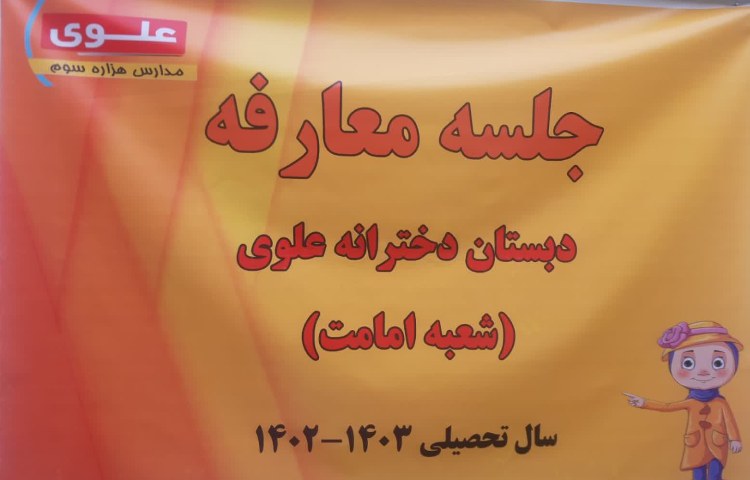 علوی
مدارس هزاره سوم
جلسه معارفه
دبستان دخترانه علوی
(شعبه امامت)
سال تحصیلی ۱۴۰۳-۱۴۰۲